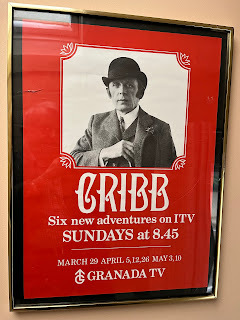 CRIBB
Six new adventures on ITV
SUNDAYS at 8.45
MARCH 29 APRIL 5,12,26 MAY 3,10
GRANADA TV